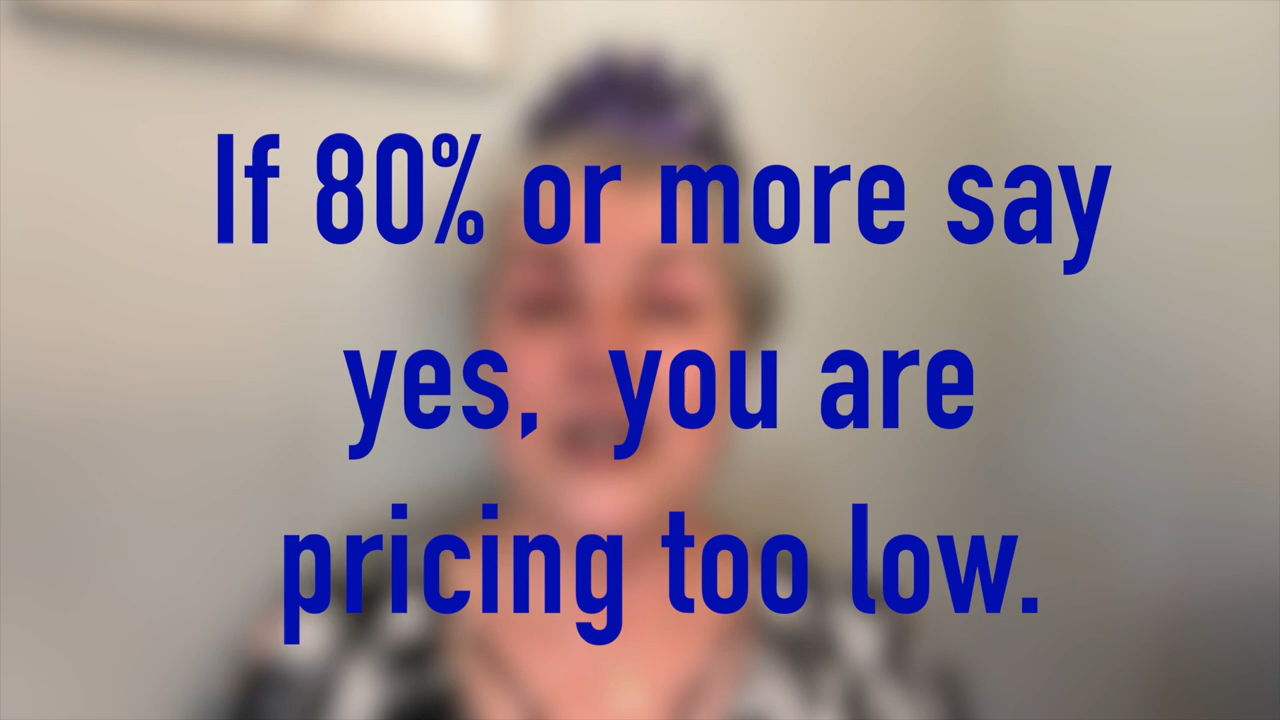 If 80% or more say
yes,  you are
pricing too low.